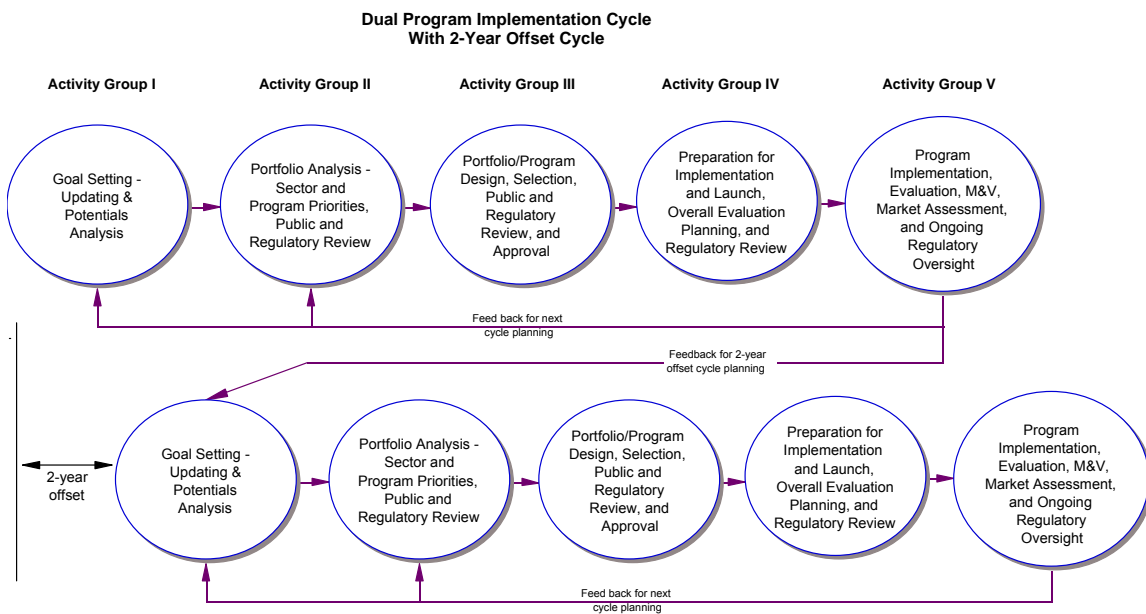 Dual Program Implementation Cycle
With 2-Year Offset Cycle
Activity Group I
Activity Group II
Activity Group III
Activity Group IV
Activity Group V
Goal Setting -
Updating &
Potentials
Analysis
Portfolio Analysis -
Sector and
Program Priorities,
Public and
Regulatory Review
Portfolio/Program
Design, Selection,
Public and
Regulatory
Review, and
Approval
Preparation for
Implementation
and Launch,
Overall Evaluation
Planning, and
Regulatory Review
Program
Implementation,
Evaluation, M&V,
Market Assessment,
and Ongoing
Regulatory
Oversight
Feed back for next
cycle planning
Feedback for 2-year
offset cycle planning
2-year
offset
Goal Setting -
Updating &
Potentials
Analysis
Portfolio Analysis -
Sector and
Program Priorities,
Public and
Regulatory Review
Portfolio/Program
Design, Selection,
Public and
Regulatory
Review, and
Approval
Preparation for
Implementation
and Launch,
Overall Evaluation
Planning, and
Regulatory Review
Program
Implementation,
Evaluation, M&V,
Market Assessment,
and Ongoing
Regulatory
Oversight
Feed back for next
cycle planning